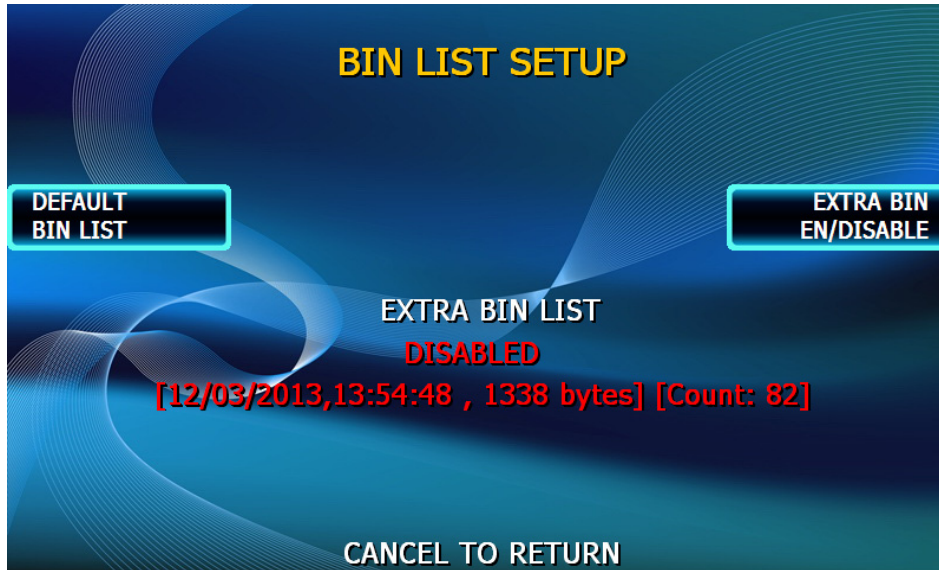 BIN LIST SETUP
DEFAULT
BIN LIST
EXTRA BIN
EN/DISABLE
EXTRA BIN LIST
DISABLED
[12/03/2013,13:54:48 , 1338 bytes] [Count: 82]
CANCEL TO RETURN